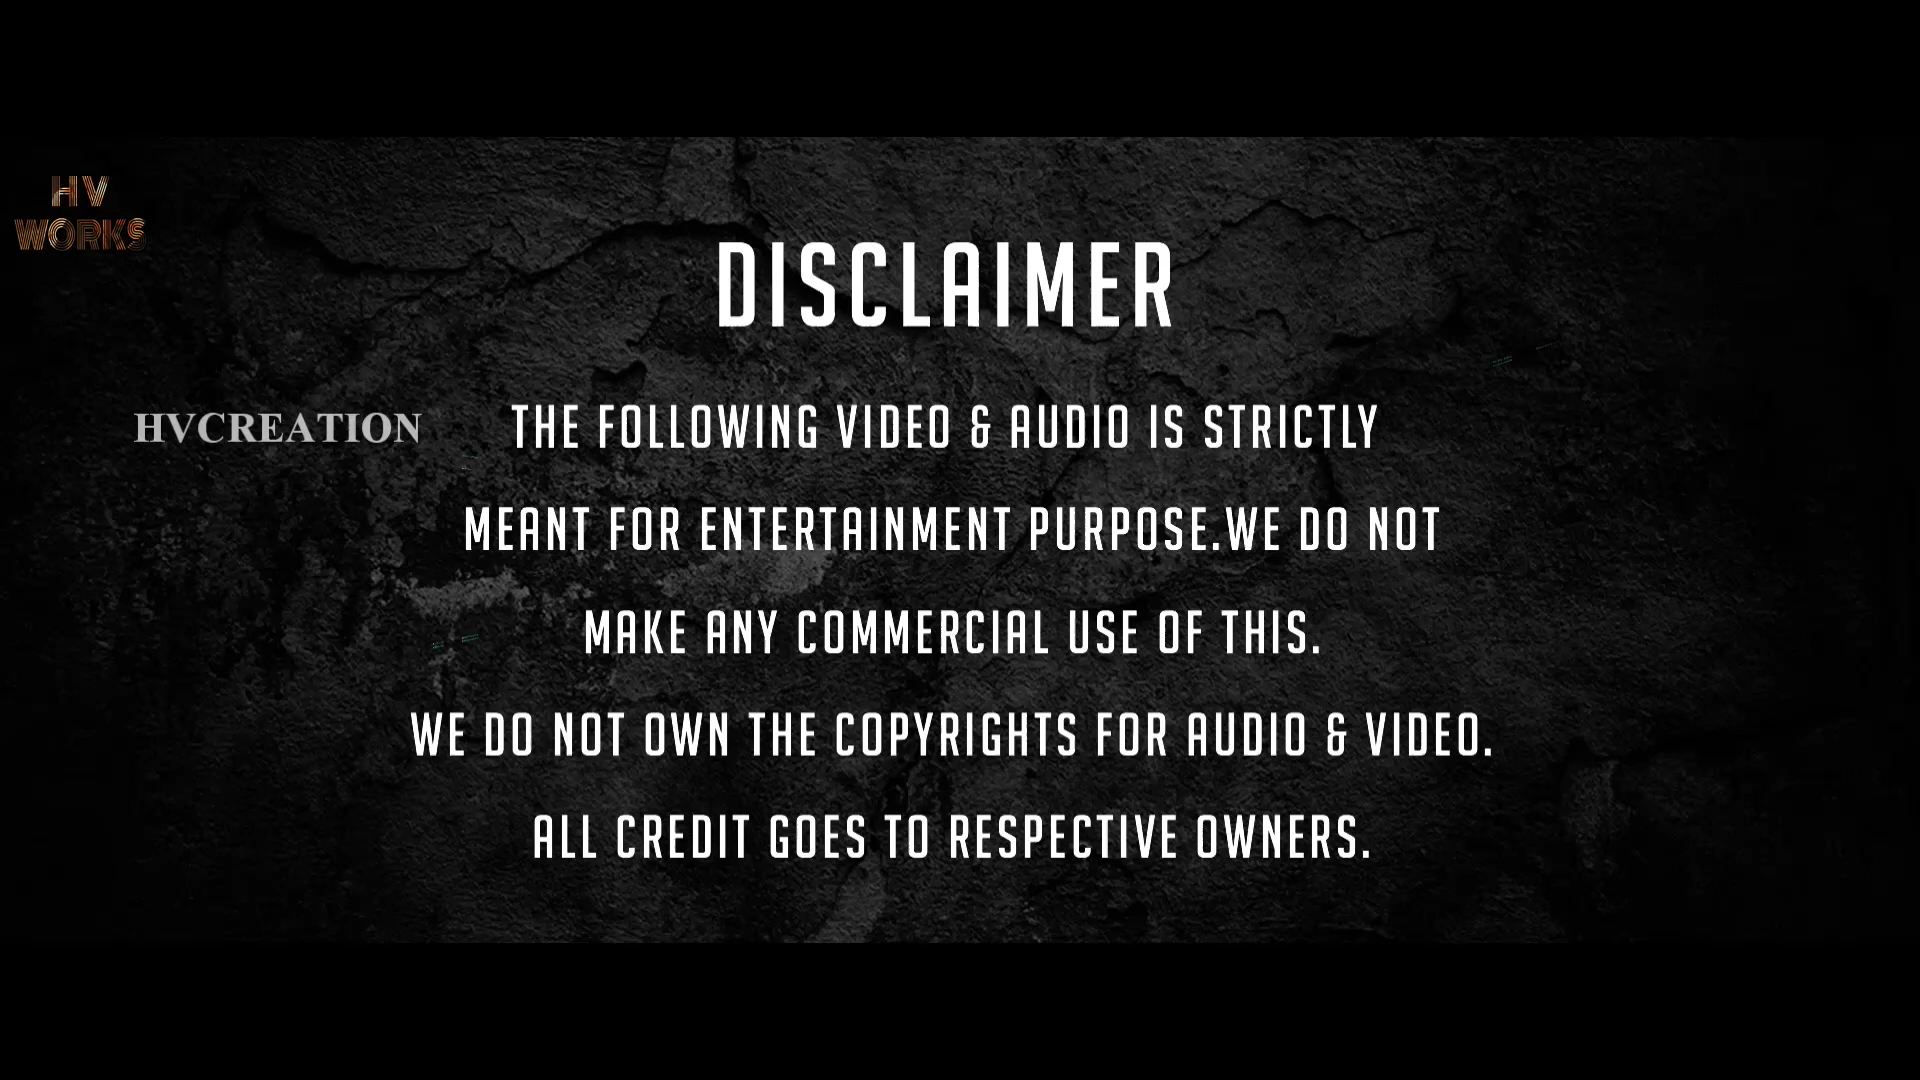 HV
WORKS
DISCLAIMER
HVCREATION
THE FOLLOWING VIDEO & AUDIO IS STRICTLY
MEANT FOR ENTERTAINMENT PURPOSE.WE DO NOT
MAKE ANY COMMERCIAL USE OF THIS.
WE DO NOT OWN THE COPYRIGHTS FOR AUDIO & VIDEO.
ALL CREDIT GOES TO RESPECTIVE OWNERS.